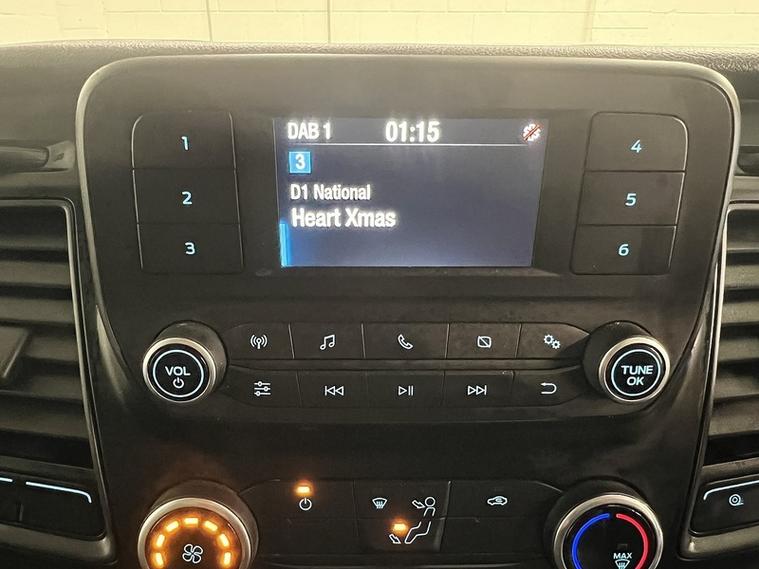 DAB 1 01:15
3
D1 National
Heart Xmas
1
2
3
4
5
6
VOL
TUNE
OK
MAX